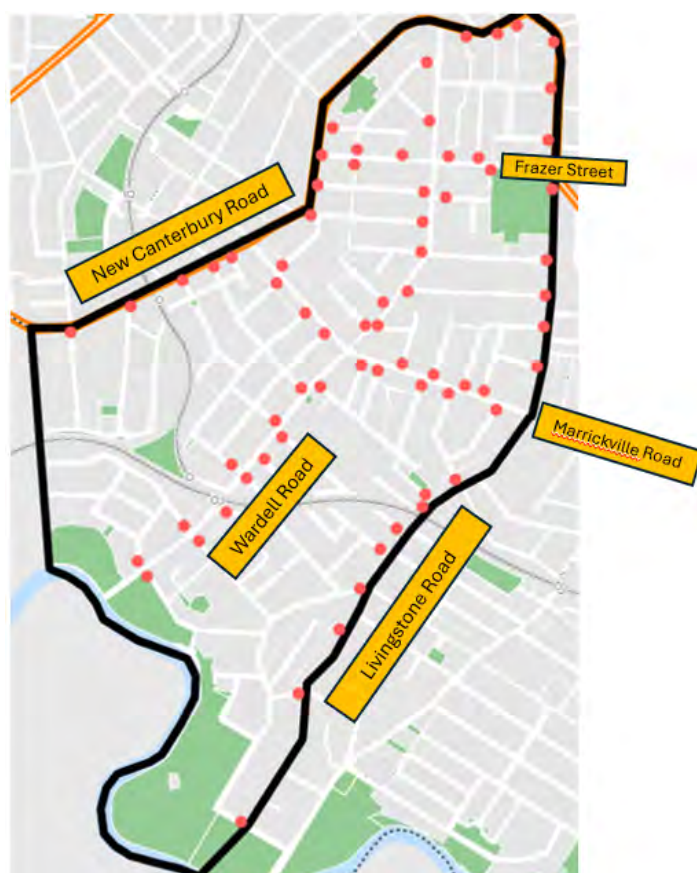 Frazer Street
New Canterbury Road
Marrickville Road
Wardell Road
Livingstone Road